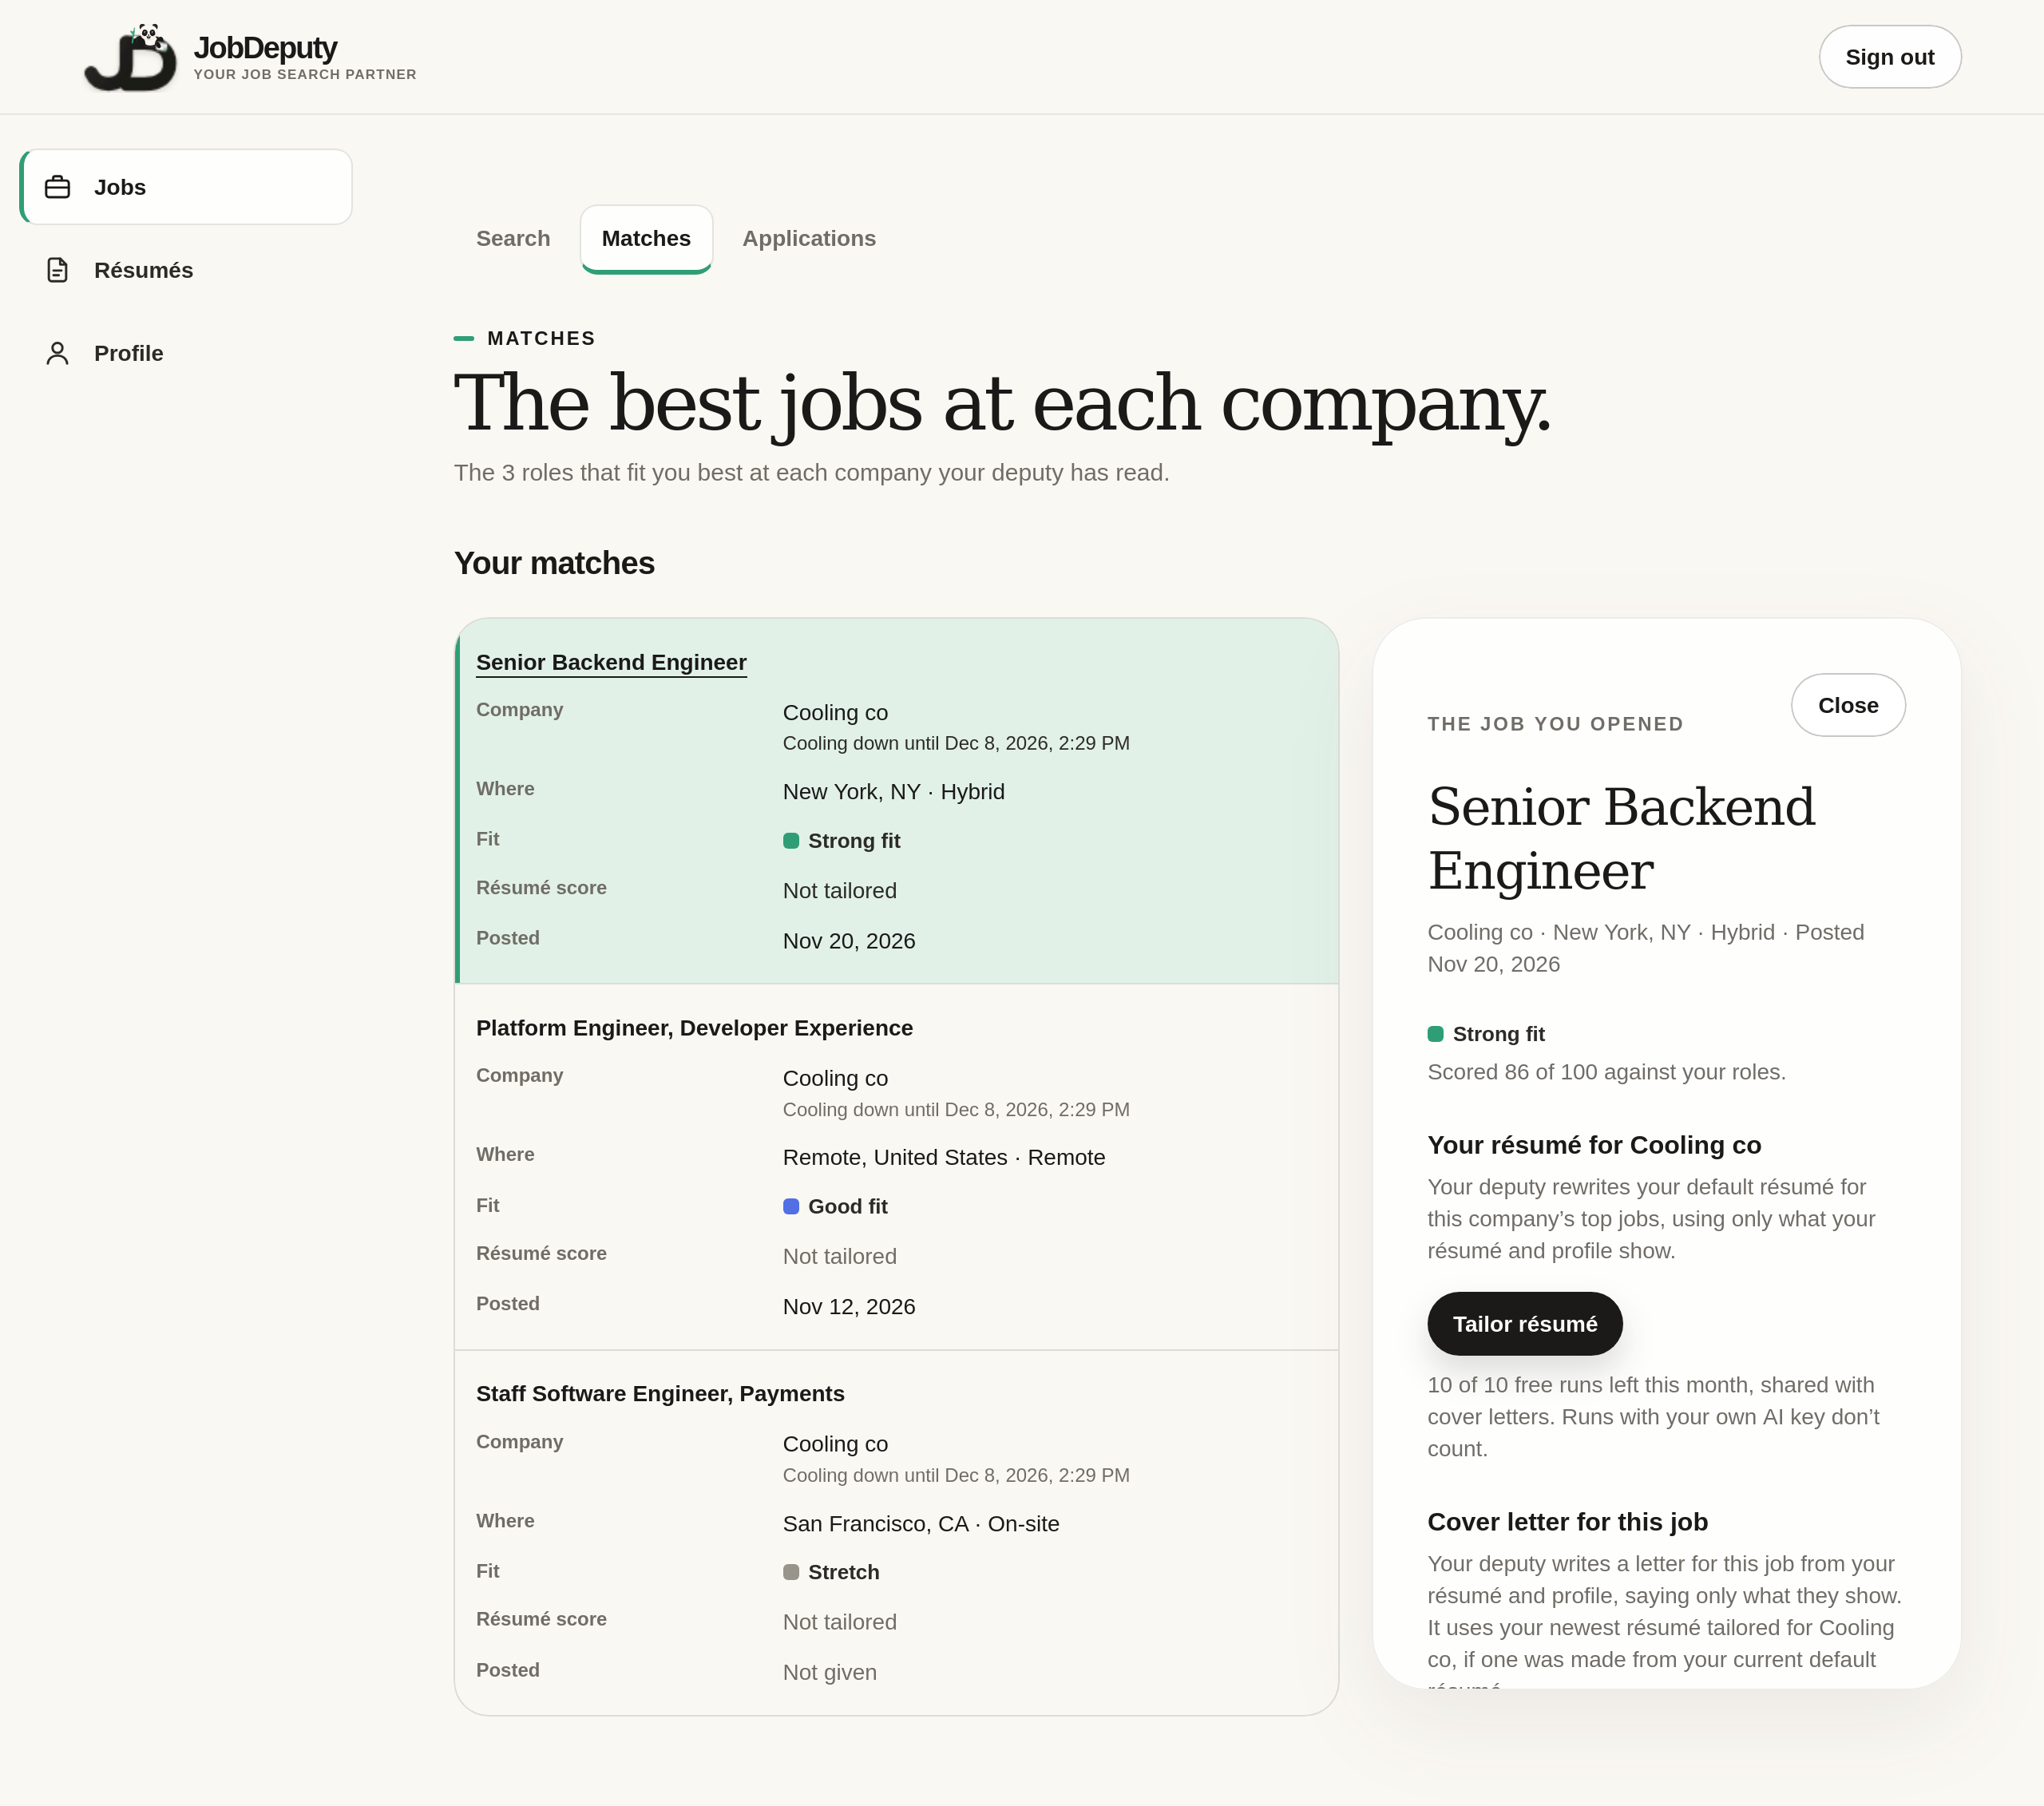 JobDeputy
YOUR JOB SEARCH PARTNER
Sign out
Jobs
Résumés
Profile
Search
Matches
Applications
MATCHES
The best jobs at each company.
The 3 roles that fit you best at each company your deputy has read.
Your matches
Senior Backend Engineer
Company
Cooling co
Cooling down until Dec 8, 2026, 2:29 PM
Where
New York, NY · Hybrid
Fit
Strong fit
Résumé score
Not tailored
Posted
Nov 20, 2026
Platform Engineer, Developer Experience
Company
Cooling co
Cooling down until Dec 8, 2026, 2:29 PM
Where
Remote, United States · Remote
Fit
Good fit
Résumé score
Not tailored
Posted
Nov 12, 2026
Staff Software Engineer, Payments
Company
Cooling co
Cooling down until Dec 8, 2026, 2:29 PM
Where
San Francisco, CA · On-site
Fit
Stretch
Résumé score
Not tailored
Posted
Not given
THE JOB YOU OPENED
Close
Senior Backend
Engineer
Cooling co · New York, NY · Hybrid · Posted
Nov 20, 2026
Strong fit
Scored 86 of 100 against your roles.
Your résumé for Cooling co
Your deputy rewrites your default résumé for
this company’s top jobs, using only what your
résumé and profile show.
Tailor résumé
10 of 10 free runs left this month, shared with
cover letters. Runs with your own AI key don’t
count.
Cover letter for this job
Your deputy writes a letter for this job from your
résumé and profile, saying only what they show.
It uses your newest résumé tailored for Cooling
co, if one was made from your current default